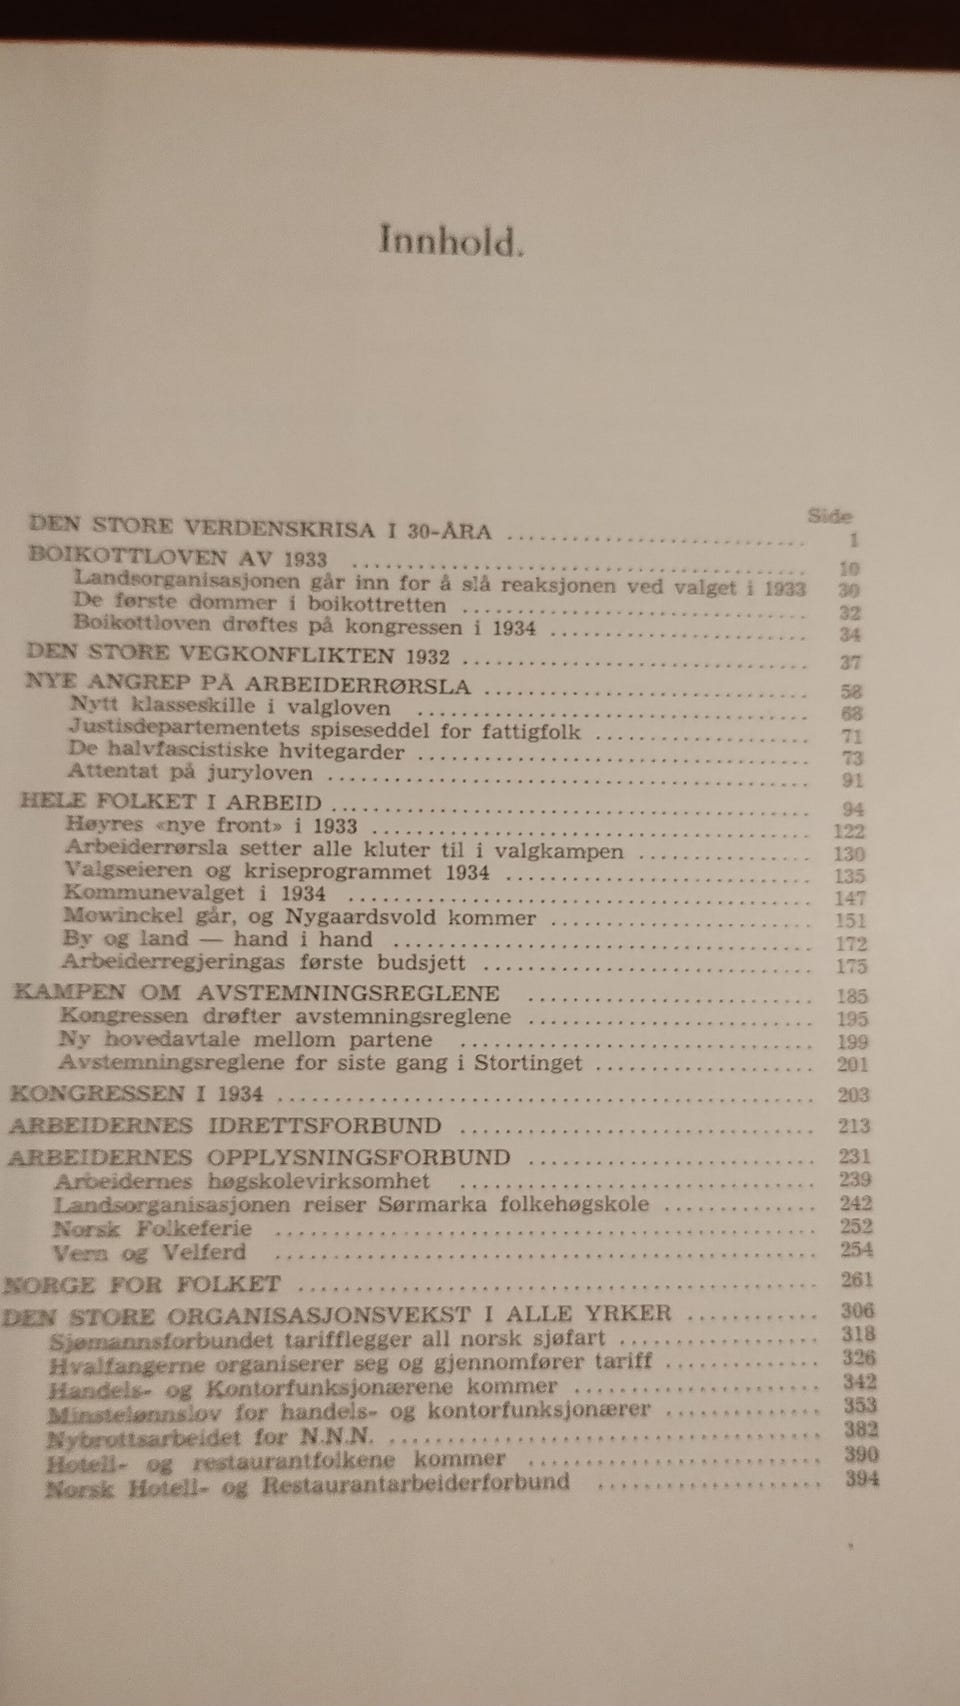 Innhold.
Side
DEN STORE VERDENSKRISA I 30-ÅRA ........................ 1
BOIKOTTLOVEN AV 1933 ........................ 10
Landsorganisasjonen går inn for å slå reaksjonen ved valget i 1933 30
De første dommer i boikottretten ........................ 32
Boikottloven drøftes på kongressen i 1934 ........................ 34
DEN STORE VEGKONFLIKTEN 1932 ........................ 37
NYE ANGREP PÅ ARBEIDERRØRSLA ........................ 58
Nytt klasseskille i valgloven ........................ 68
Justisdepartementets spiseseddel for fattigfolk ........................ 71
De halvfascistiske hvitegarder ........................ 73
Attentat på juryloven ........................ 91
HELE FOLKET I ARBEID ........................ 94
Høyres «nye front» i 1933 ........................ 122
Arbeiderrørsla setter alle kluter til i valgkampen ........................ 130
Valgseieren og kriseprogrammet 1934 ........................ 135
Kommunevalget i 1934 ........................ 147
Mowinckel går, og Nygaardsvold kommer ........................ 151
By og land — hand i hand ........................ 172
Arbeiderregjeringas første budsjett ........................ 175
KAMPEN OM AVSTEMNINGSREGLENE ........................ 185
Kongressen drøfter avstemningsreglene ........................ 195
Ny hovedavtale mellom partene ........................ 199
Avstemningsreglene for siste gang i Stortinget ........................ 201
KONGRESSEN I 1934 ........................ 203
ARBEIDERNES IDRETTSFORBUND ........................ 213
ARBEIDERNES OPPLYSNINGSFORBUND ........................ 231
Arbeidernes høgskolevirksomhet ........................ 239
Landsorganisasjonen reiser Sørmarka folkehøgskole ............ 242
Norsk Folkeferie ........................ 252
Vern og Velferd ........................ 254
NORGE FOR FOLKET ........................ 261
DEN STORE ORGANISASJONSVEKST I ALLE YRKER ............ 306
Sjømannsforbundet tarifflegger all norsk sjøfart ............ 318
Hvalfangerne organiserer seg og gjennomfører tariff ............ 326
Handels- og Kontorfunksjonærene kommer ........................ 342
Minstelønnslov for handels- og kontorfunksjonærer ............ 353
Nybrottsarbeidet for N.N.N. ........................ 382
Hotell- og restaurantfolkene kommer ........................ 390
Norsk Hotell- og Restaurantarbeiderforbund ........................ 394